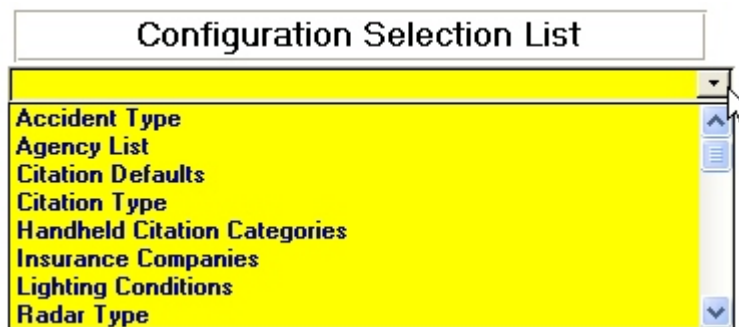 Configuration Selection List
Accident Type
Agency List
Citation Defaults
Citation Type
Handheld Citation Categories
Insurance Companies
Lighting Conditions
Radar Type